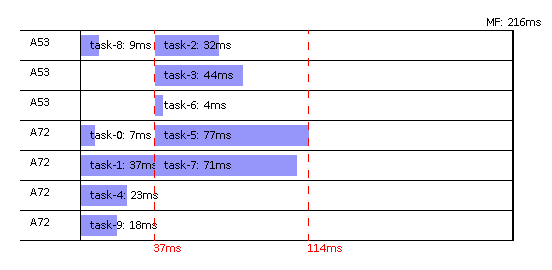 MF: 216ms
A53 task-8: 9ms task-2: 32ms
A53 task-3: 44ms
A53 task-6: 4ms
A72 task-0: 7ms task-5: 77ms
A72 task-1: 37ms task-7: 71ms
A72 task-4: 23ms
A72 task-9: 18ms
37ms 114ms